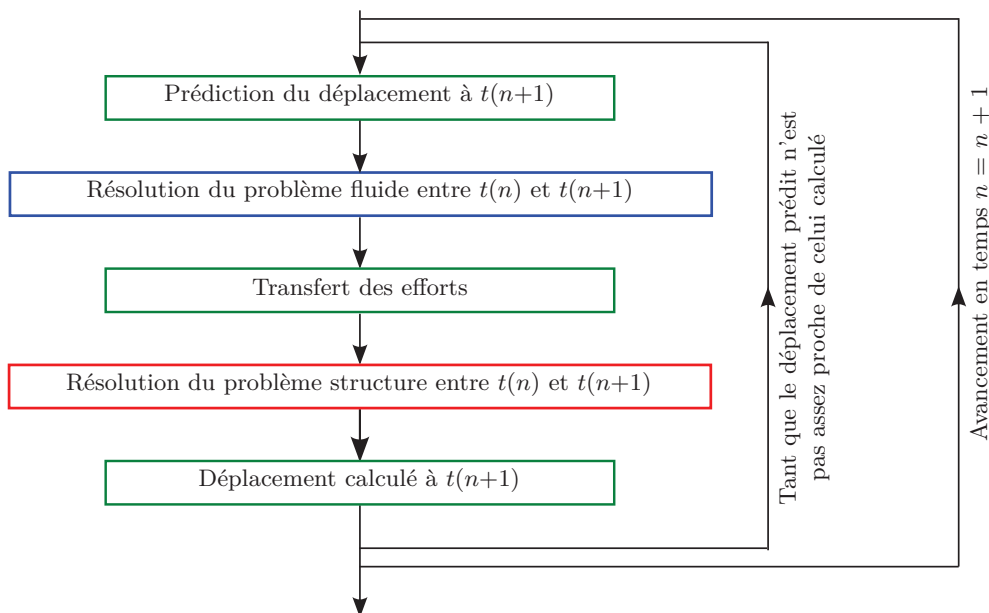 Prédiction du déplacement à t(n+1)
Résolution du problème fluide entre t(n) et t(n+1)
Transfert des efforts
Résolution du problème structure entre t(n) et t(n+1)
Déplacement calculé à t(n+1)
Tant que le déplacement prédit n'est
pas assez proche de celui calculé
Avancement en temps n = n + 1